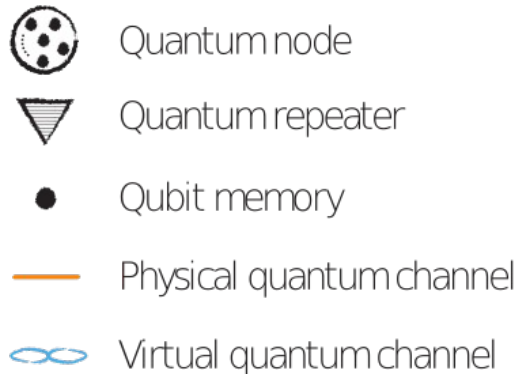 Quantum node
Quantum repeater
Qubit memory
Physical quantum channel
Virtual quantum channel